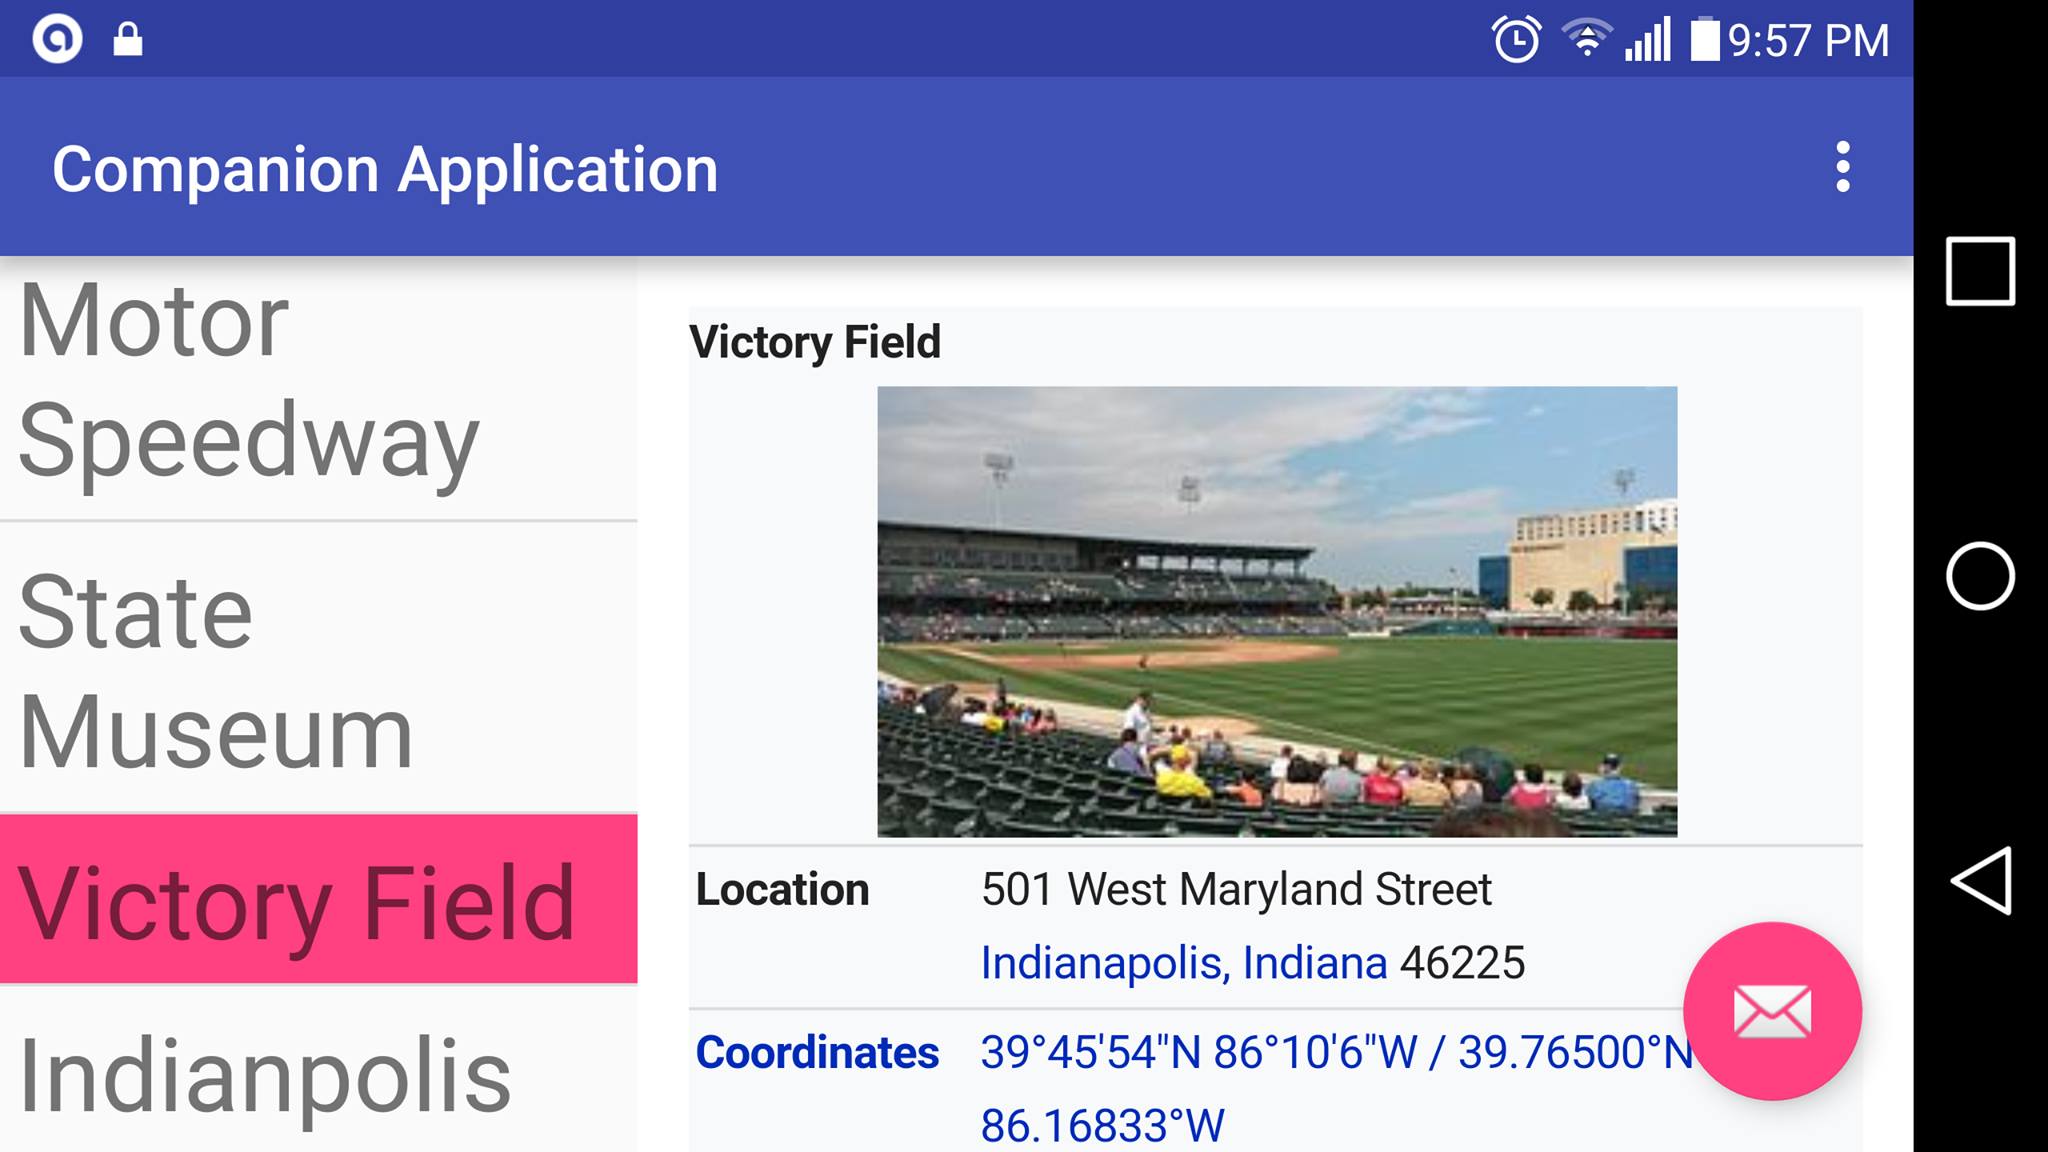 9:57 PM
Companion Application
Motor
Speedway
State
Museum
Victory Field
Indianpolis
Victory Field
Location 501 West Maryland Street
Indianapolis, Indiana 46225
Coordinates 39°45'54"N 86°10'6"W / 39.76500°N
86.16833°W